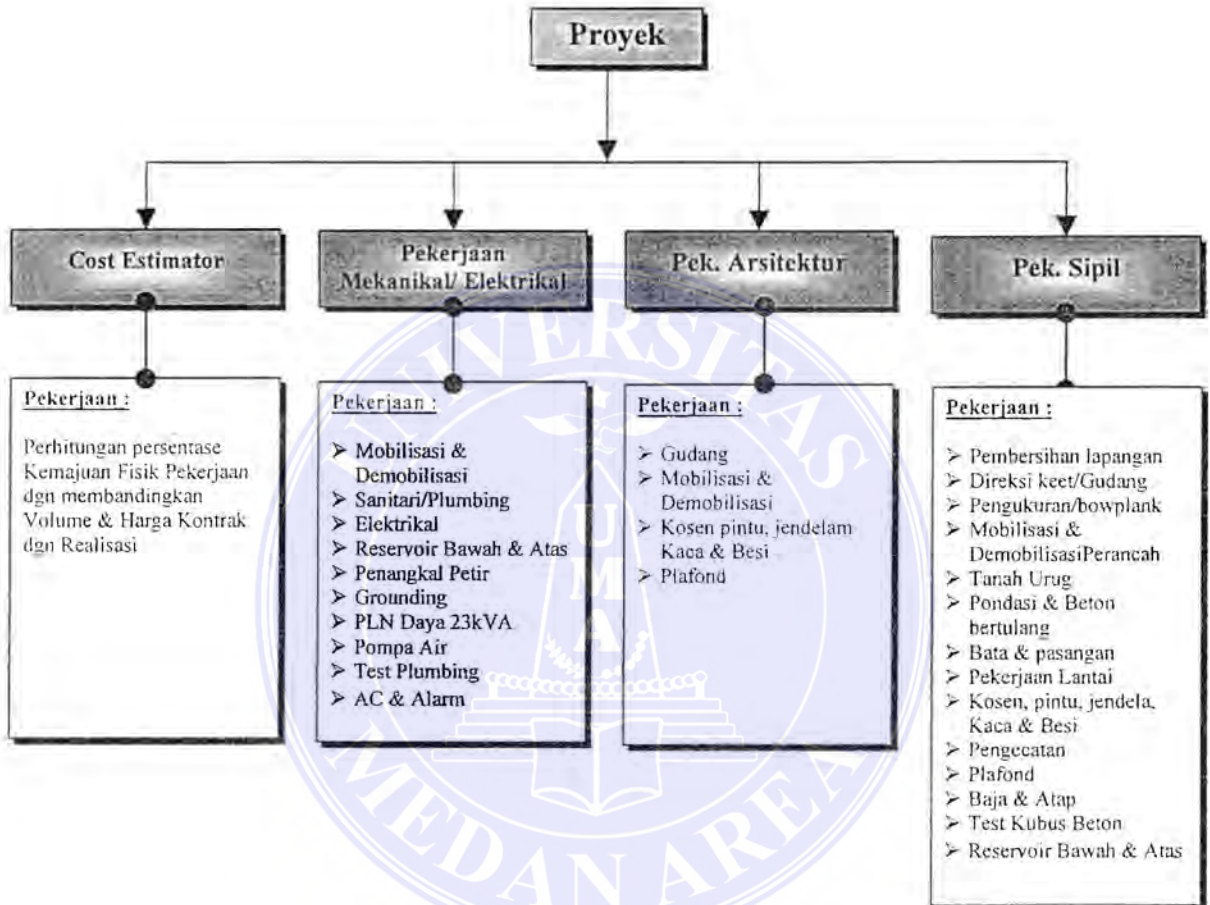 Proyek
Cost Estimator
Pekerjaan :
Perhitungan persentase
Kemajuan Fisik Pekerjaan
dgn membandingkan
Volume & Harga Kontrak
dgn Realisasi
Pekerjaan
Mekanikal/ Elektrikal
Pekerjaan :
➢ Mobilisasi &
Demobilisasi
➢ Sanitari/Plumbing
➢ Elektrikal
➢ Reservoir Bawah & Atas
➢ Penangkal Petir
➢ Grounding
➢ PLN Daya 23kVA
➢ Pompa Air
➢ Test Plumbing
➢ AC & Alarm
Pek. Arsitektur
Pekerjaan :
➢ Gudang
➢ Mobilisasi &
Demobilisasi
➢ Kosen pintu, jendelam
Kaca & Besi
➢ Plafond
Pek. Sipil
Pekerjaan :
➢ Pembersihan lapangan
➢ Direksi keet/Gudang
➢ Pengukuran/bowplank
➢ Mobilisasi &
DemobilisasiPerancah
➢ Tanah Urug
➢ Pondasi & Beton
bertulang
➢ Bata & pasangan
➢ Pekerjaan Lantai
➢ Kosen, pintu, jendela,
Kaca & Besi
➢ Pengecatan
➢ Plafond
➢ Baja & Atap
➢ Test Kubus Beton
➢ Reservoir Bawah & Atas
UNIVERSITAS
UMA
MEDAN AREA